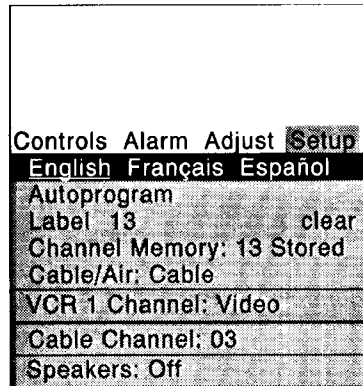 Controls Alarm Adjust Setup
English Français Español
Autoprogram
Label 13 clear
Channel Memory: 13 Stored
Cable/Air: Cable
VCR 1 Channel: Video
Cable Channel: 03
Speakers: Off